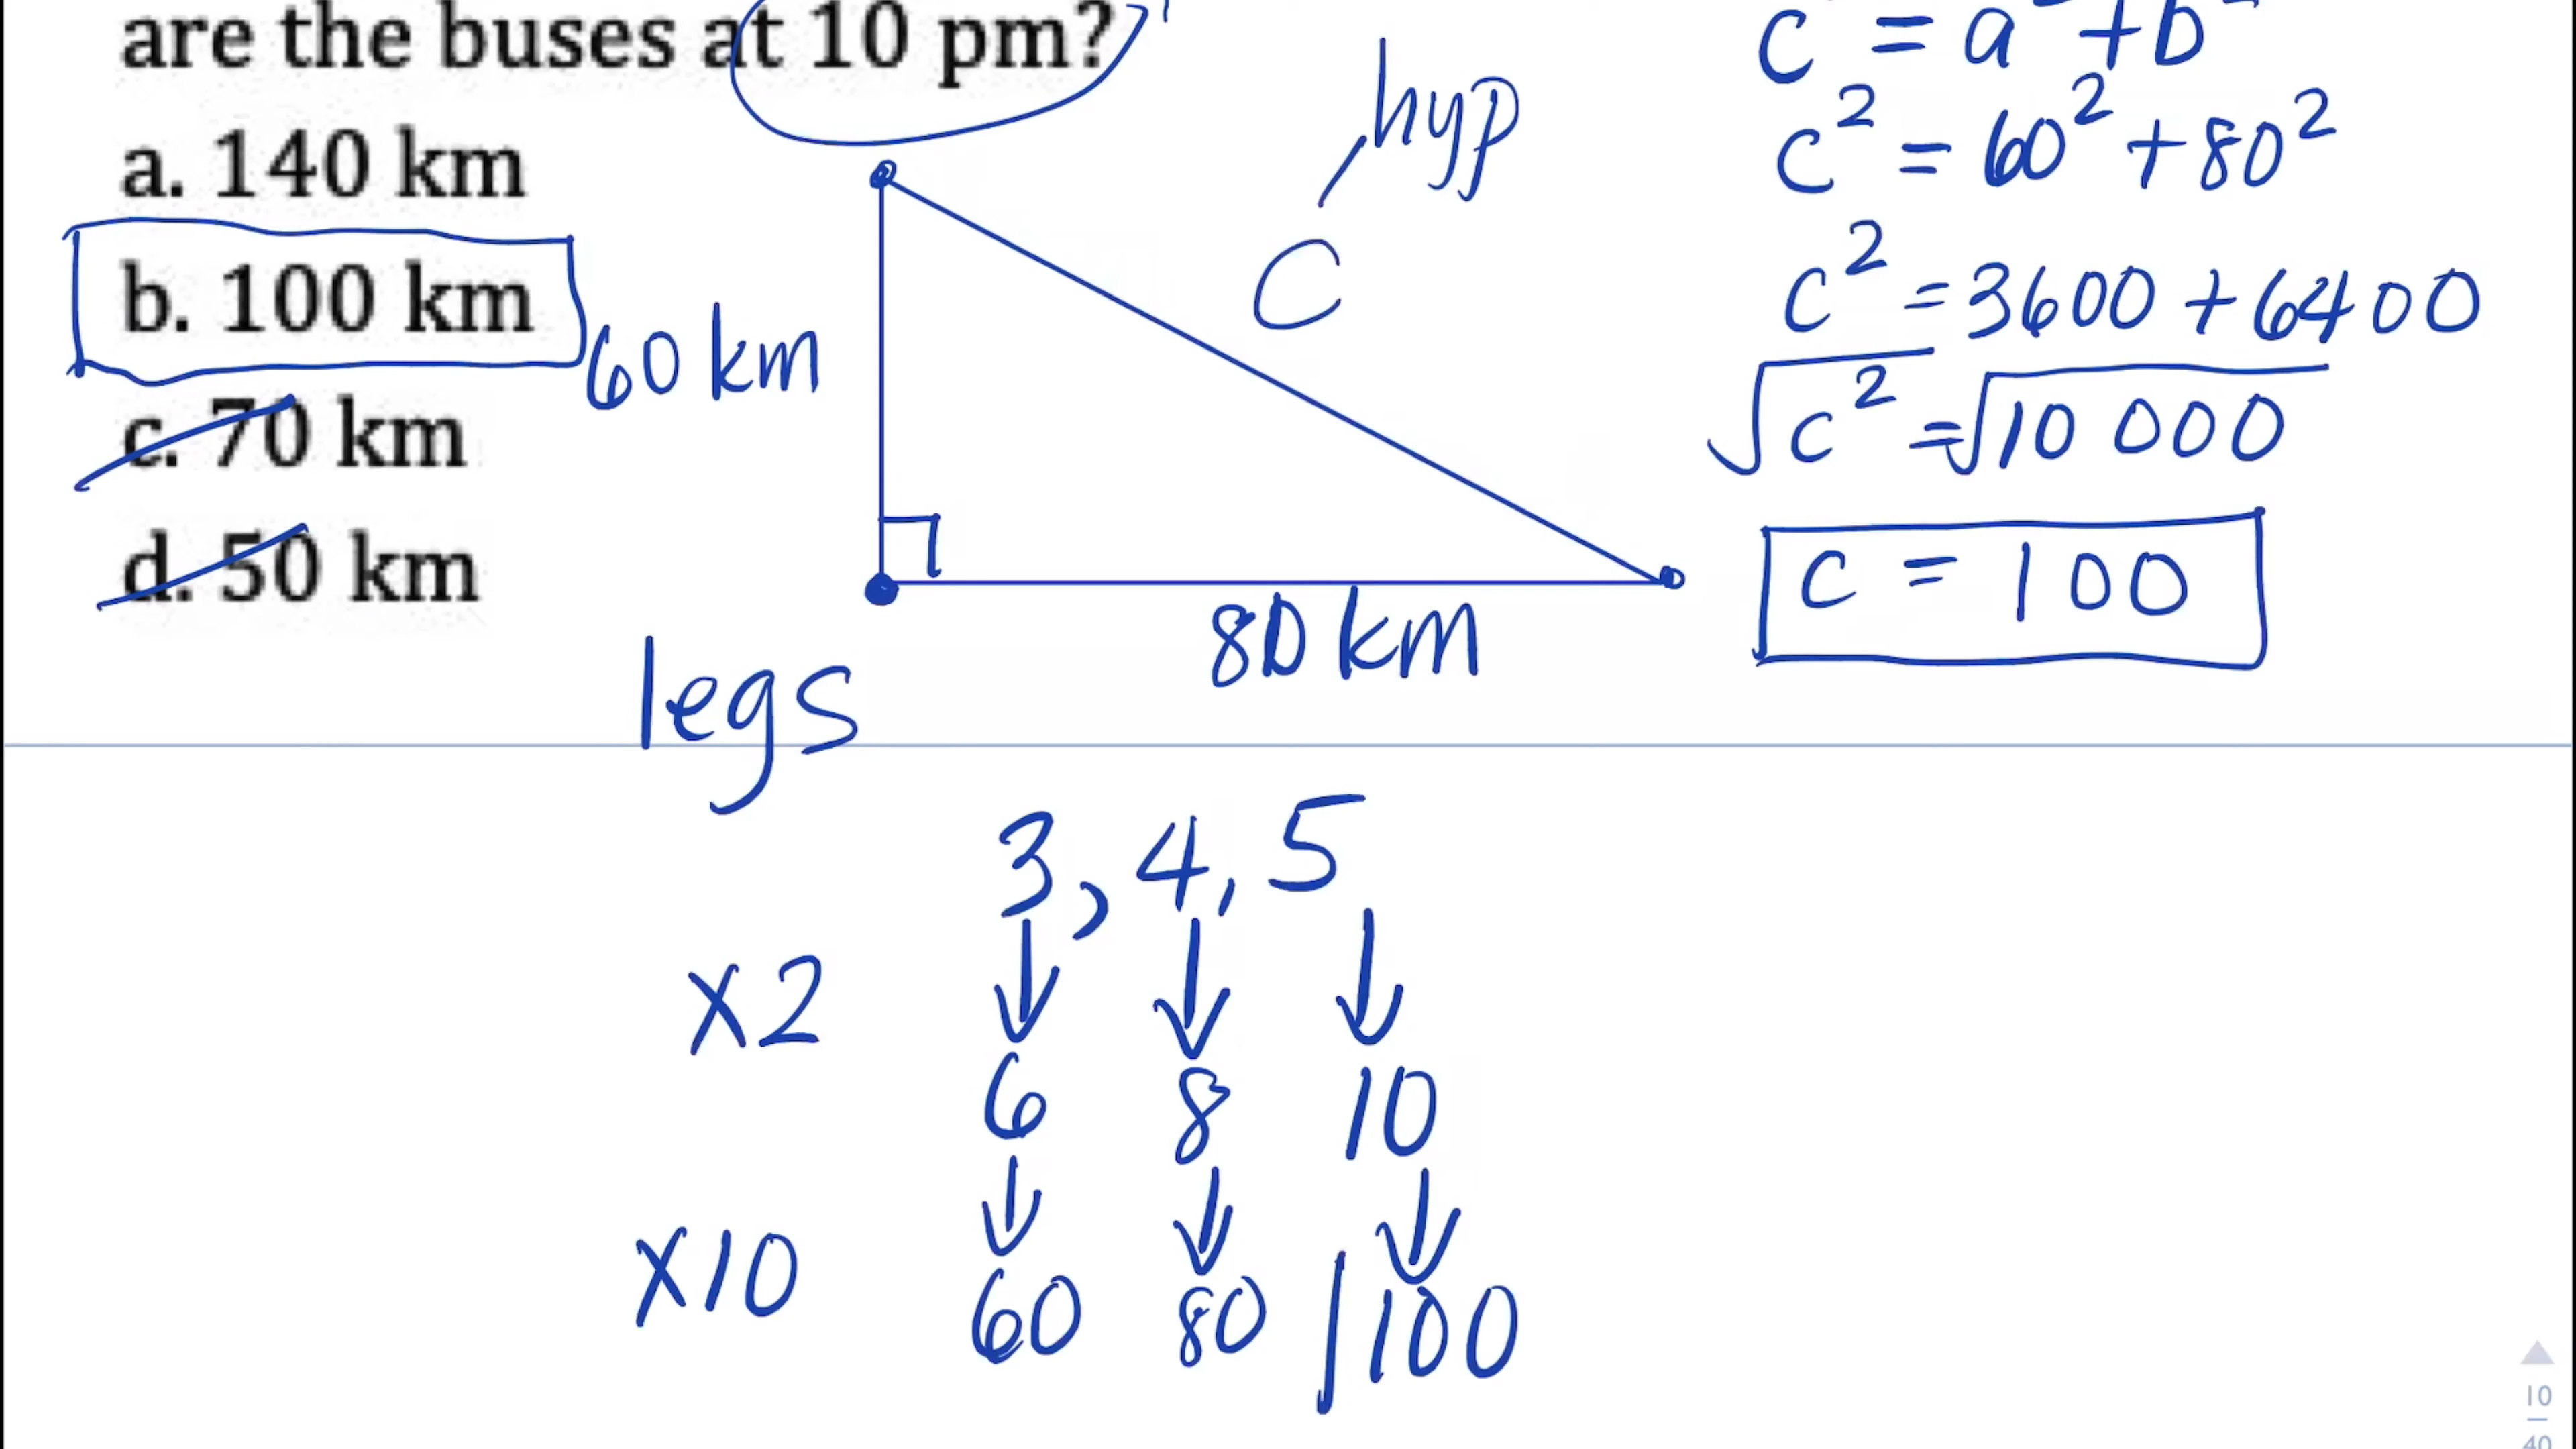 are the buses at 10 pm?
a. 140 km
b. 100 km
c. 70 km
d. 50 km
hyp
C
60 km
80 km
legs
c² = a² + b²
c² = 60² + 80²
c² = 3600 + 6400
√c² = √10 000
c = 100
3, 4, 5
x2
6 8 10
x10
60 80 100
10
40